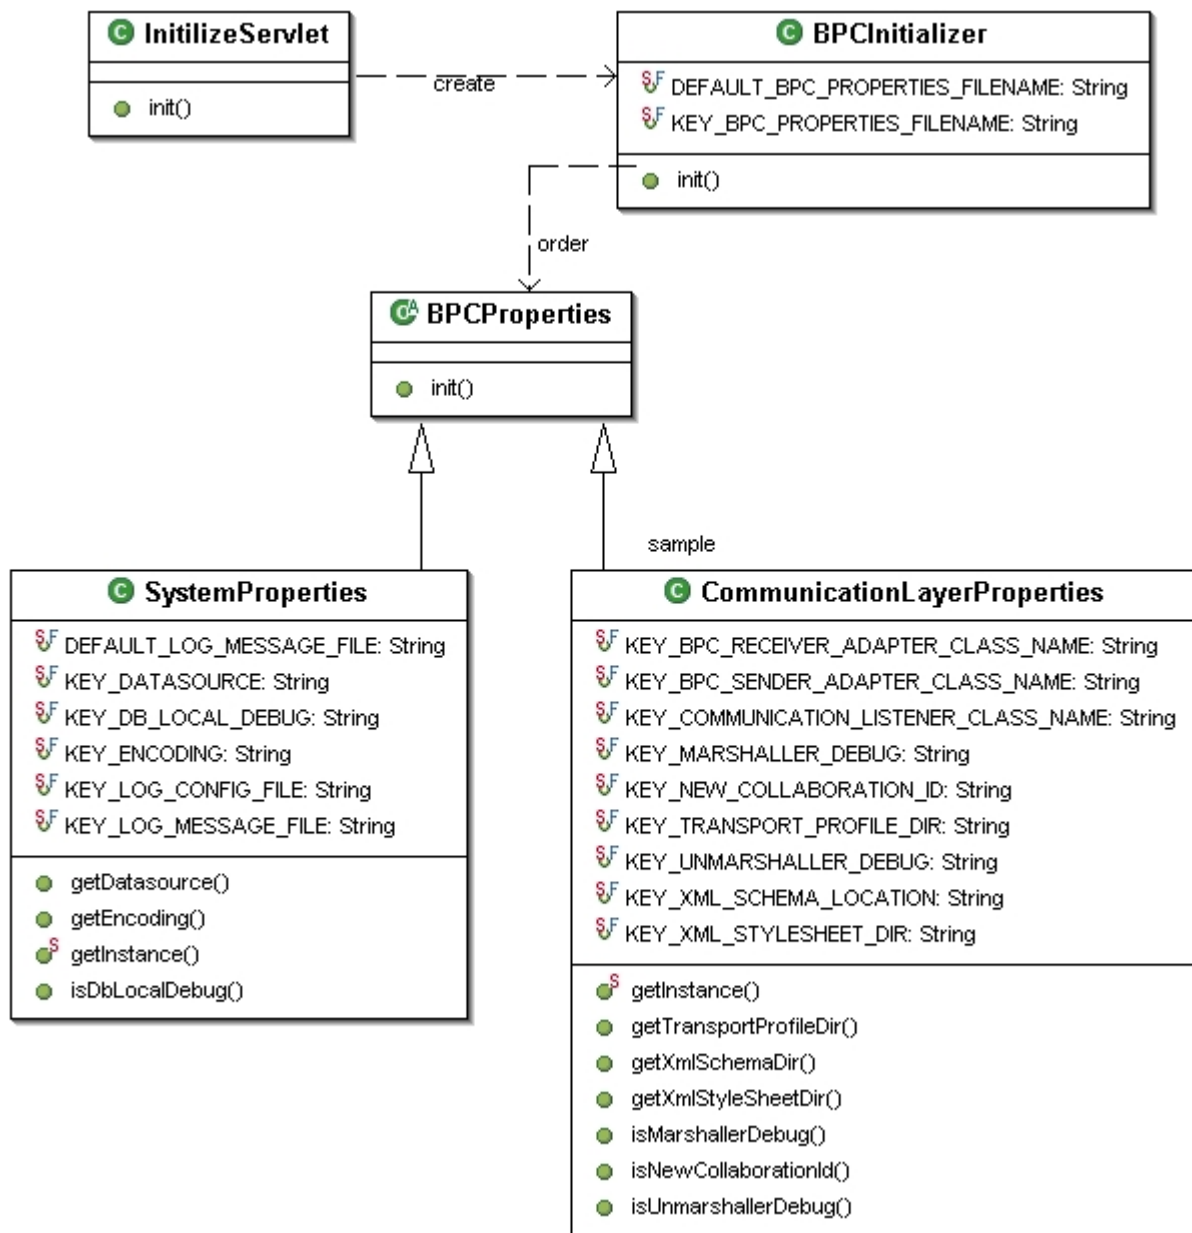 InitilizeServlet
init()
create
BPCInitializer
DEFAULT_BPC_PROPERTIES_FILENAME: String
KEY_BPC_PROPERTIES_FILENAME: String
init()
order
BPCProperties
init()
SystemProperties
DEFAULT_LOG_MESSAGE_FILE: String
KEY_DATASOURCE: String
KEY_DB_LOCAL_DEBUG: String
KEY_ENCODING: String
KEY_LOG_CONFIG_FILE: String
KEY_LOG_MESSAGE_FILE: String
getDatasource()
getEncoding()
getInstance()
isDbLocalDebug()
sample
CommunicationLayerProperties
KEY_BPC_RECEIVER_ADAPTER_CLASS_NAME: String
KEY_BPC_SENDER_ADAPTER_CLASS_NAME: String
KEY_COMMUNICATION_LISTENER_CLASS_NAME: String
KEY_MARSHALLER_DEBUG: String
KEY_NEW_COLLABORATION_ID: String
KEY_TRANSPORT_PROFILE_DIR: String
KEY_UNMARSHALLER_DEBUG: String
KEY_XML_SCHEMA_LOCATION: String
KEY_XML_STYLESHEET_DIR: String
getInstance()
getTransportProfileDir()
getXmlSchemaDir()
getXmlStyleSheetDir()
isMarshallerDebug()
isNewCollaborationId()
isUnmarshallerDebug()